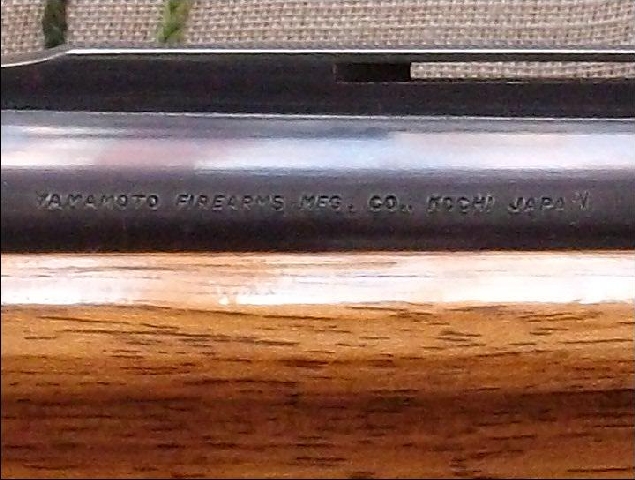 YAMAMOTO FIREARMS MFG. CO., KOCHI JAPAN